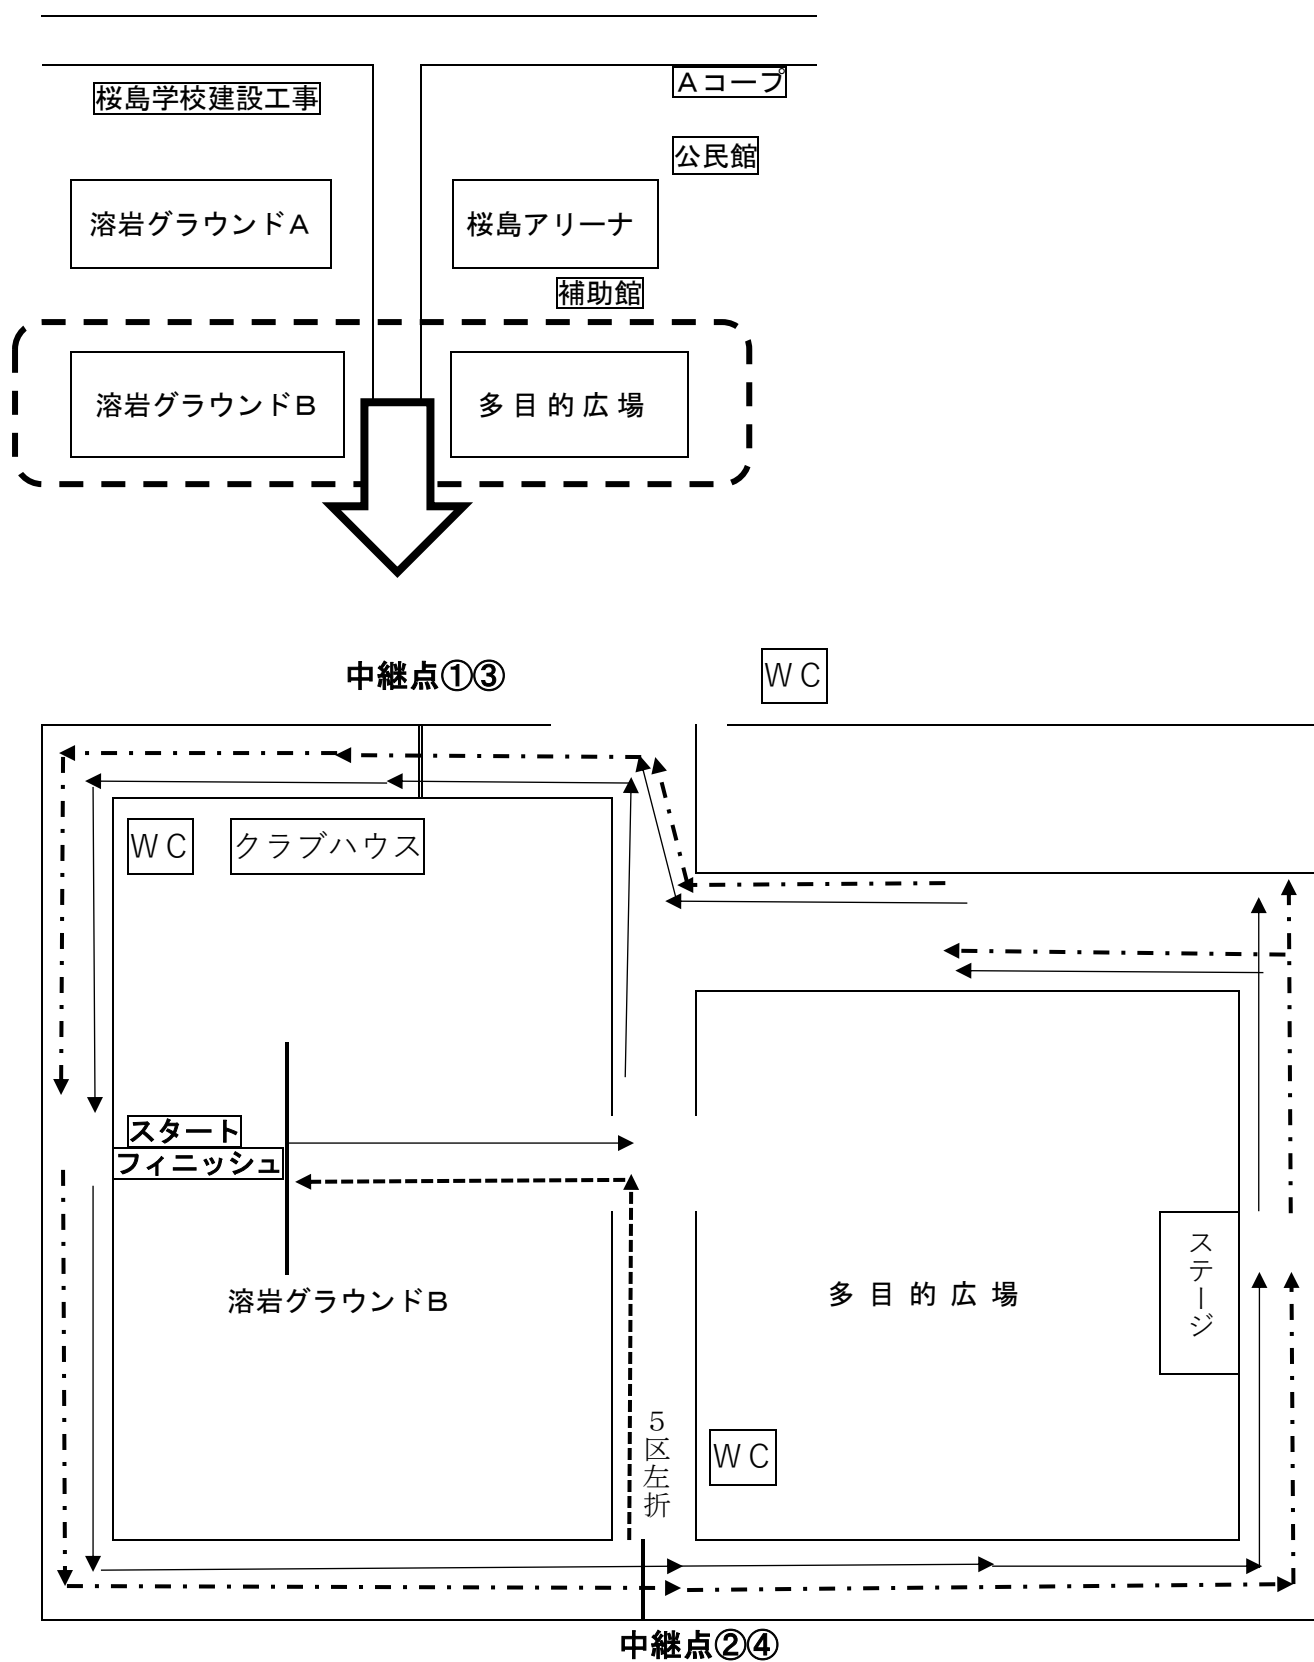 Ａコープ
桜島学校建設工事
公民館
溶岩グラウンドＡ
桜島アリーナ
補助館
溶岩グラウンドＢ
多目的広場
中継点①③
ＷＣ
ＷＣ
クラブハウス
スタート
フィニッシュ
ステージ
溶岩グラウンドＢ
多目的広場
５区左折
ＷＣ
中継点②④